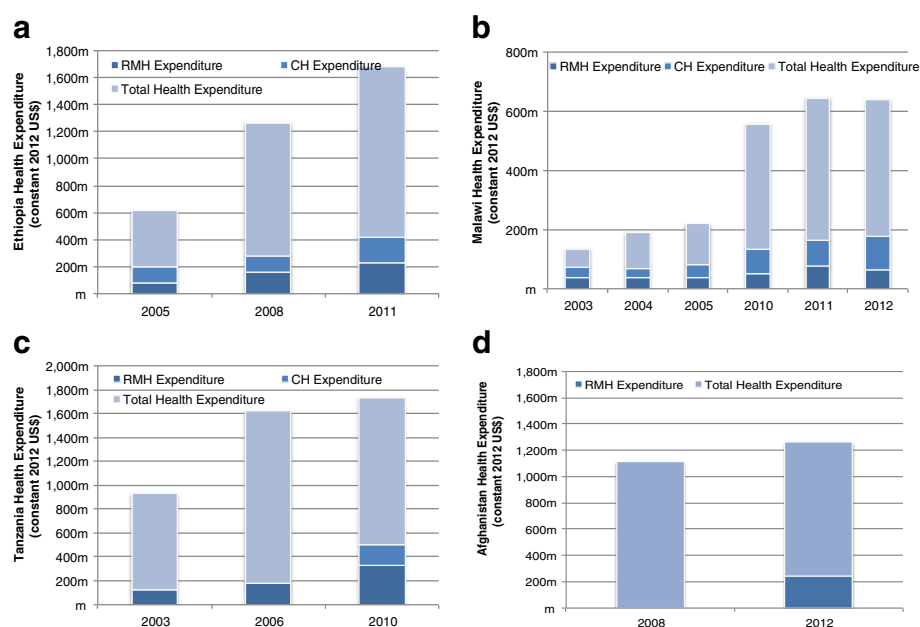 a
Ethiopia Health Expenditure
(constant 2012 US$)
1,800m
1,600m
1,400m
1,200m
1,000m
800m
600m
400m
200m
m
RMH Expenditure
CH Expenditure
Total Health Expenditure
2005 2008 2011
b
Malawi Health Expenditure
(constant 2012 US$)
800m
600m
400m
200m
m
RMH Expenditure CH Expenditure Total Health Expenditure
2003 2004 2005 2010 2011 2012
c
Tanzania Health Expenditure
(constant 2012 US$)
2,000m
1,800m
1,600m
1,400m
1,200m
1,000m
800m
600m
400m
200m
m
RMH Expenditure
CH Expenditure
Total Health Expenditure
2003 2006 2010
d
Afghanistan Health Expenditure
(constant 2012 US$)
1,800m
1,600m
1,400m
1,200m
1,000m
800m
600m
400m
200m
m
RMH Expenditure Total Health Expenditure
2008 2012